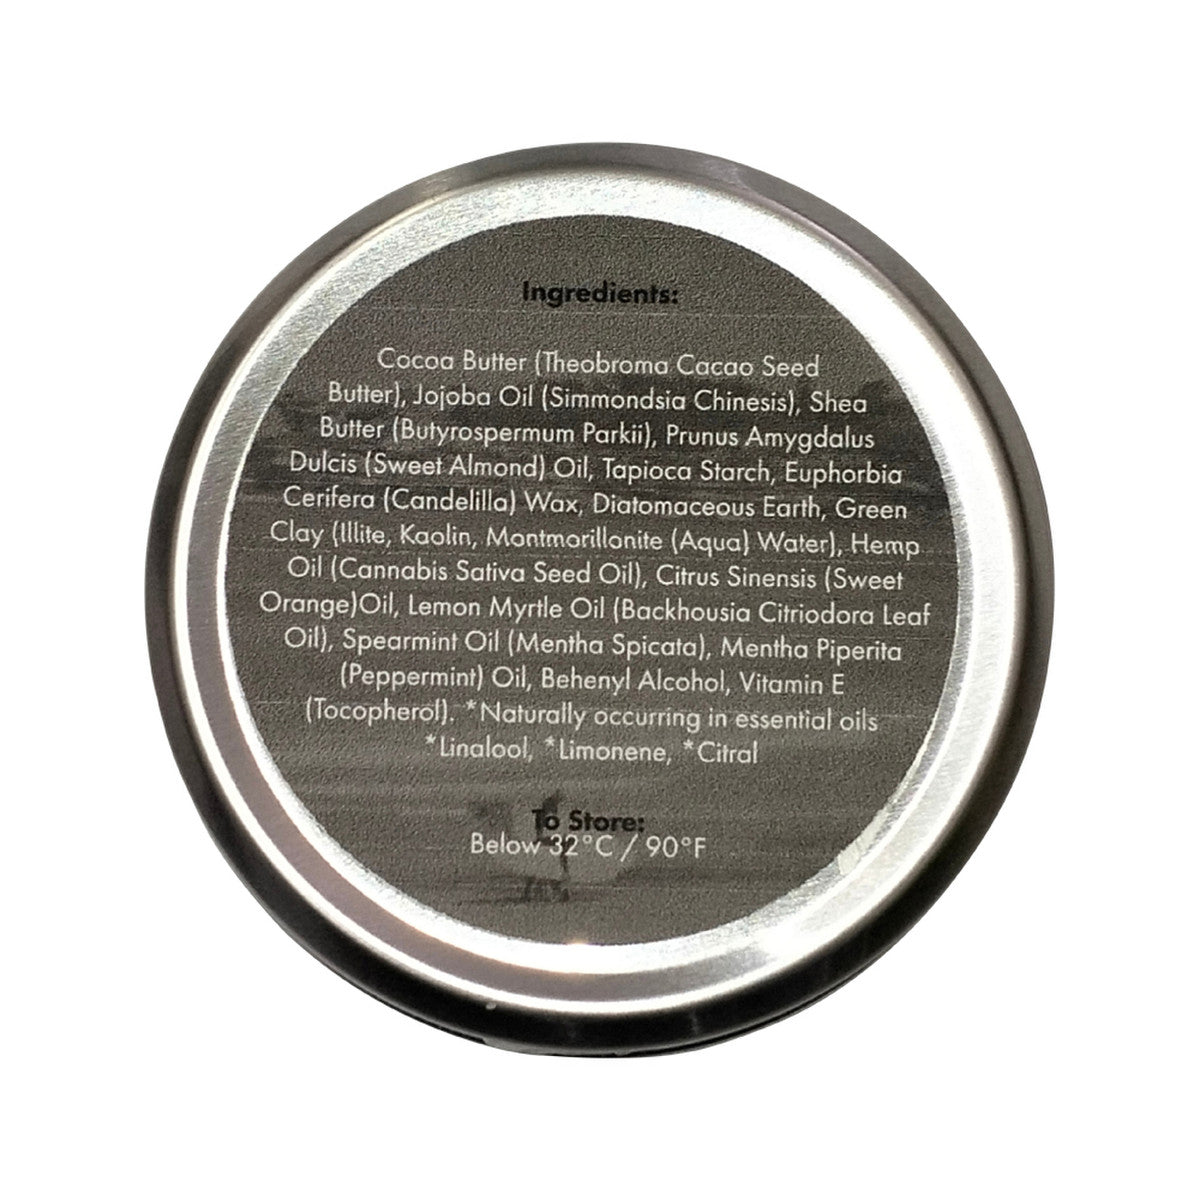 Ingredients:
Cocoa Butter (Theobroma Cacao Seed
Butter), Jojoba Oil (Simmondsia Chinesis), Shea
Butter (Butyrospermum Parkii), Prunus Amygdalus
Dulcis (Sweet Almond) Oil, Tapioca Starch, Euphorbia
Cerifera (Candelilla) Wax, Diatomaceous Earth, Green
Clay (Illite, Kaolin, Montmorillonite (Aqua) Water), Hemp
Oil (Cannabis Sativa Seed Oil), Citrus Sinensis (Sweet
Orange)Oil, Lemon Myrtle Oil (Backhousia Citriodora Leaf
Oil), Spearmint Oil (Mentha Spicata), Mentha Piperita
(Peppermint) Oil, Behenyl Alcohol, Vitamin E
(Tocopherol). *Naturally occurring in essential oils
*Linalool, *Limonene, *Citral
To Store:
Below 32°C / 90°F